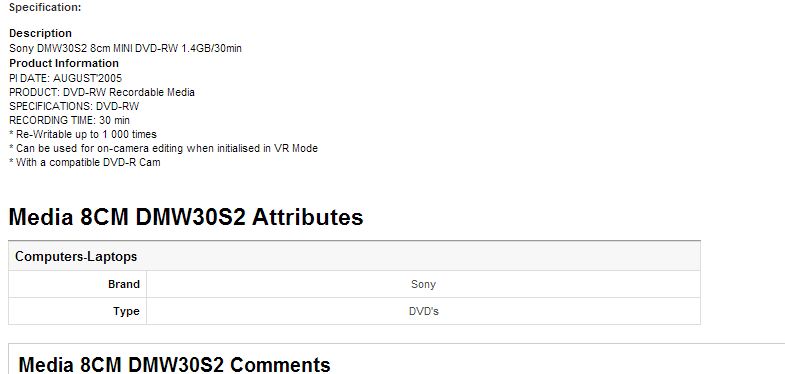 Specification:
Description
Sony DMW30S2 8cm MINI DVD-RW 1.4GB/30min
Product Information
PI DATE: AUGUST'2005
PRODUCT: DVD-RW Recordable Media
SPECIFICATIONS: DVD-RW
RECORDING TIME: 30 min
* Re-Writable up to 1 000 times
* Can be used for on-camera editing when initialised in VR Mode
* With a compatible DVD-R Cam
Media 8CM DMW30S2 Attributes
Computers-Laptops
Brand Sony
Type DVD's
Media 8CM DMW30S2 Comments